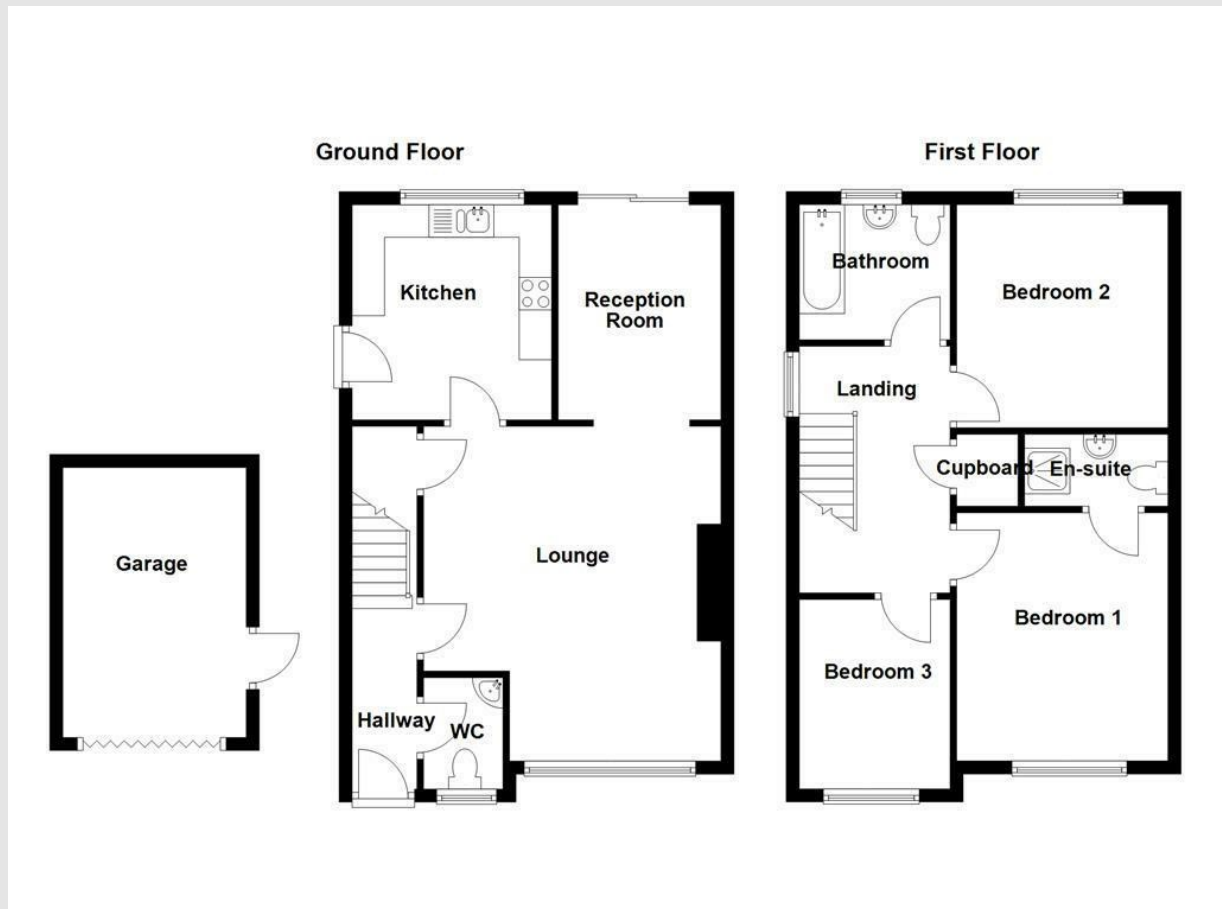 Ground Floor
Kitchen
Reception
Room
Lounge
Hallway
WC
Garage
First Floor
Bathroom
Bedroom 2
Landing
Cupboard
En-suite
Bedroom 1
Bedroom 3